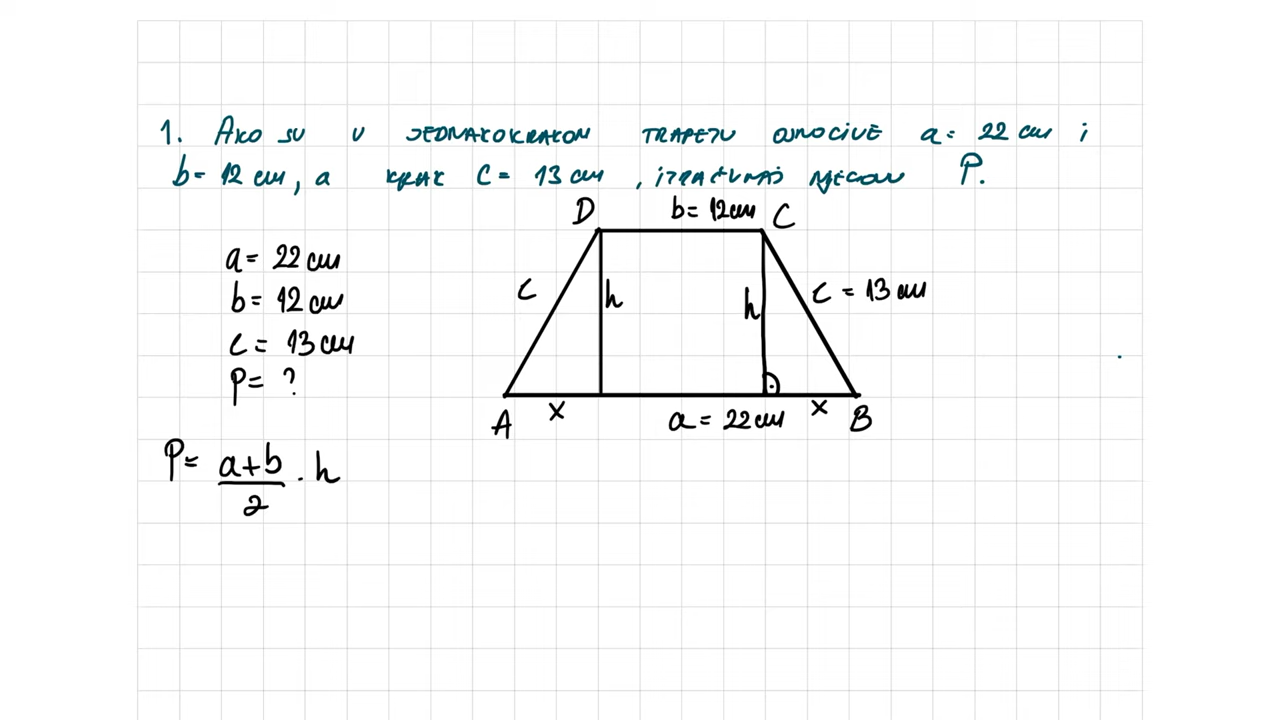 1. AKO SU U JEDNAKOKRAKOM TRAPEZU OSNOVICE a = 22 cm i
b = 12 cm, a KRAK c = 13 cm, IZRAČUNAJ NJEGOVU P.
D b = 12 cm C
a = 22 cm
b = 12 cm
c = 13 cm
P = ?
c h h c = 13 cm
A x a = 22 cm x B
P = a+b / 2 · h